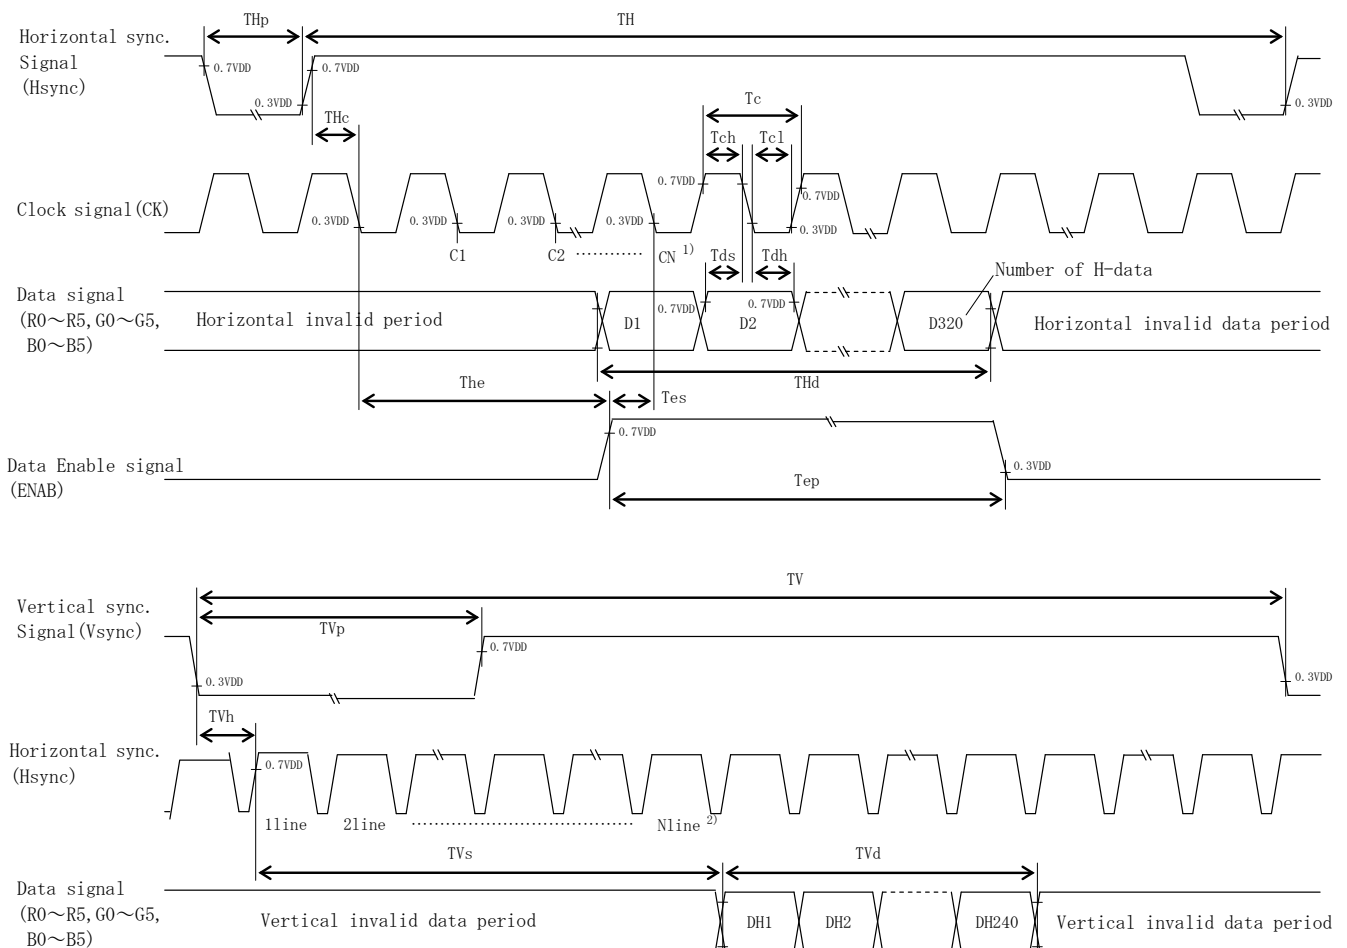 THp
TH
Horizontal sync.
Signal
(Hsync)
0.7VDD
0.7VDD
0.3VDD
0.3VDD
THc
Tc
Tch
Tcl
Clock signal(CK)
0.7VDD
0.7VDD
0.3VDD
0.3VDD
0.3VDD
0.3VDD
0.3VDD
C1
C2 ··········
CN 1)
Tds
Tdh
Number of H-data
Data signal
(R0～R5,G0～G5,
B0～B5)
Horizontal invalid period
0.7VDD
0.7VDD
D1
D2
D320
Horizontal invalid data period
The
THd
Tes
0.7VDD
Data Enable signal
(ENAB)
0.3VDD
Tep
TV
Vertical sync.
Signal(Vsync)
TVp
0.7VDD
0.3VDD
0.3VDD
TVh
Horizontal sync.
(Hsync)
0.7VDD
1line
2line
································
Nline 2)
TVs
TVd
Data signal
(R0～R5,G0～G5,
B0～B5)
Vertical invalid data period
DH1
DH2
DH240
Vertical invalid data period